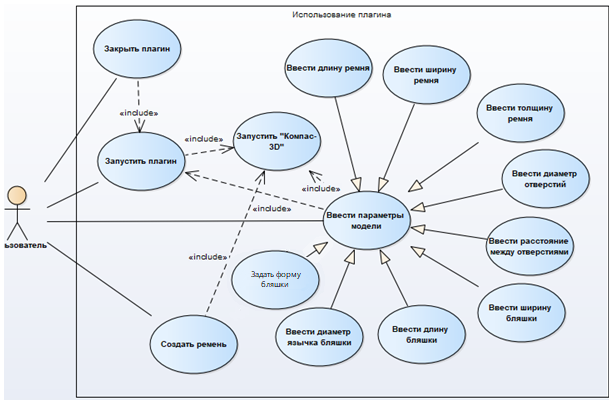 Использование плагина
Закрыть плагин
Ввести длину ремня
Ввести ширину
ремня
Ввести толщину
ремня
«include»
«include»
Запустить "Компас-
3D"
Запустить плагин
Ввести диаметр
отверстий
«include»
«include»
Ввести параметры
модели
льзователь
Ввести расстояние
между отверстиями
«include»
Задать форму
бляшки
Ввести ширину
бляшки
Создать ремень
Ввести диаметр
язычка бляшки
Ввести длину
бляшки